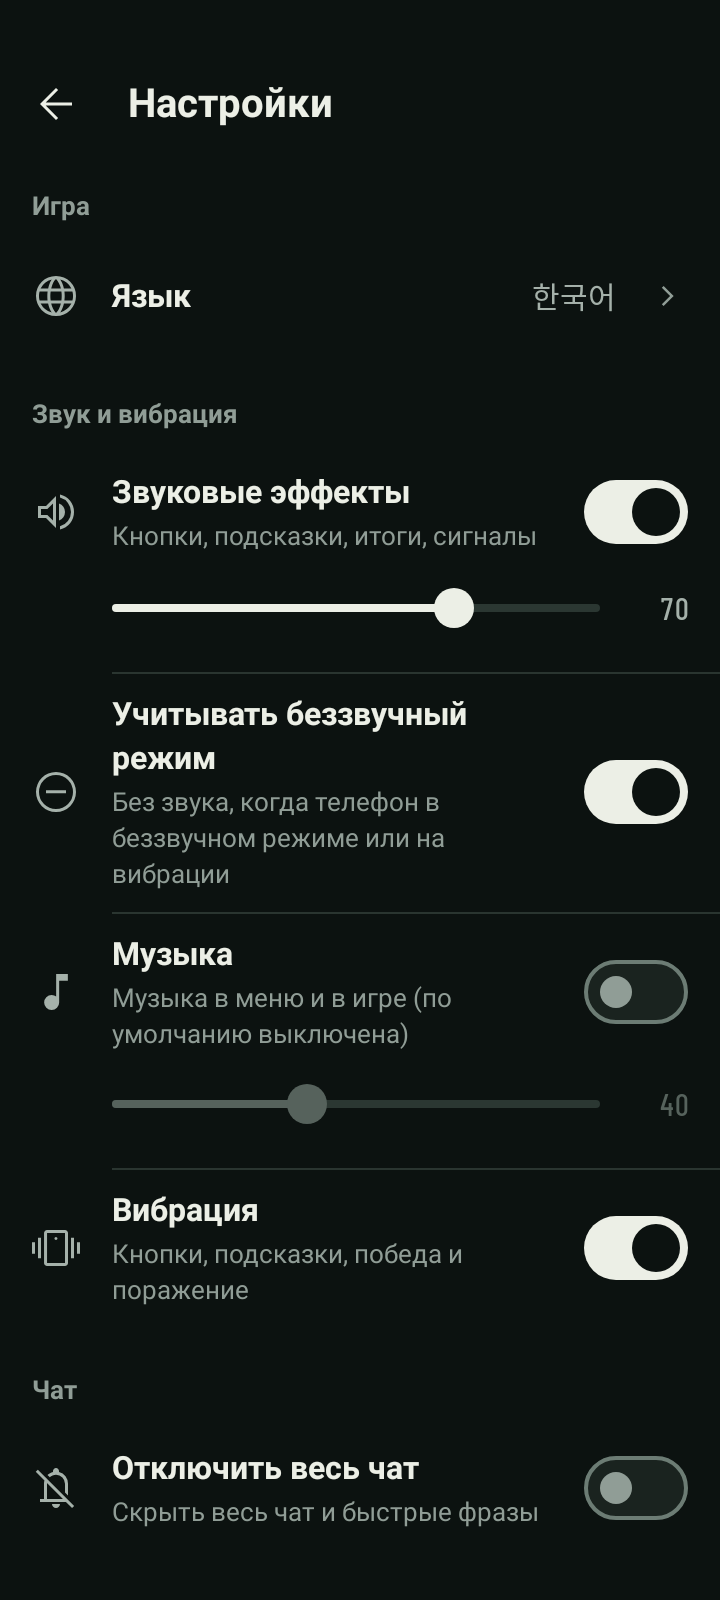 Настройки
Игра
Язык
한국어
Звук и вибрация
Звуковые эффекты
Кнопки, подсказки, итоги, сигналы
70
Учитывать беззвучный
режим
Без звука, когда телефон в
беззвучном режиме или на
вибрации
Музыка
Музыка в меню и в игре (по
умолчанию выключена)
40
Вибрация
Кнопки, подсказки, победа и
поражение
Чат
Отключить весь чат
Скрыть весь чат и быстрые фразы